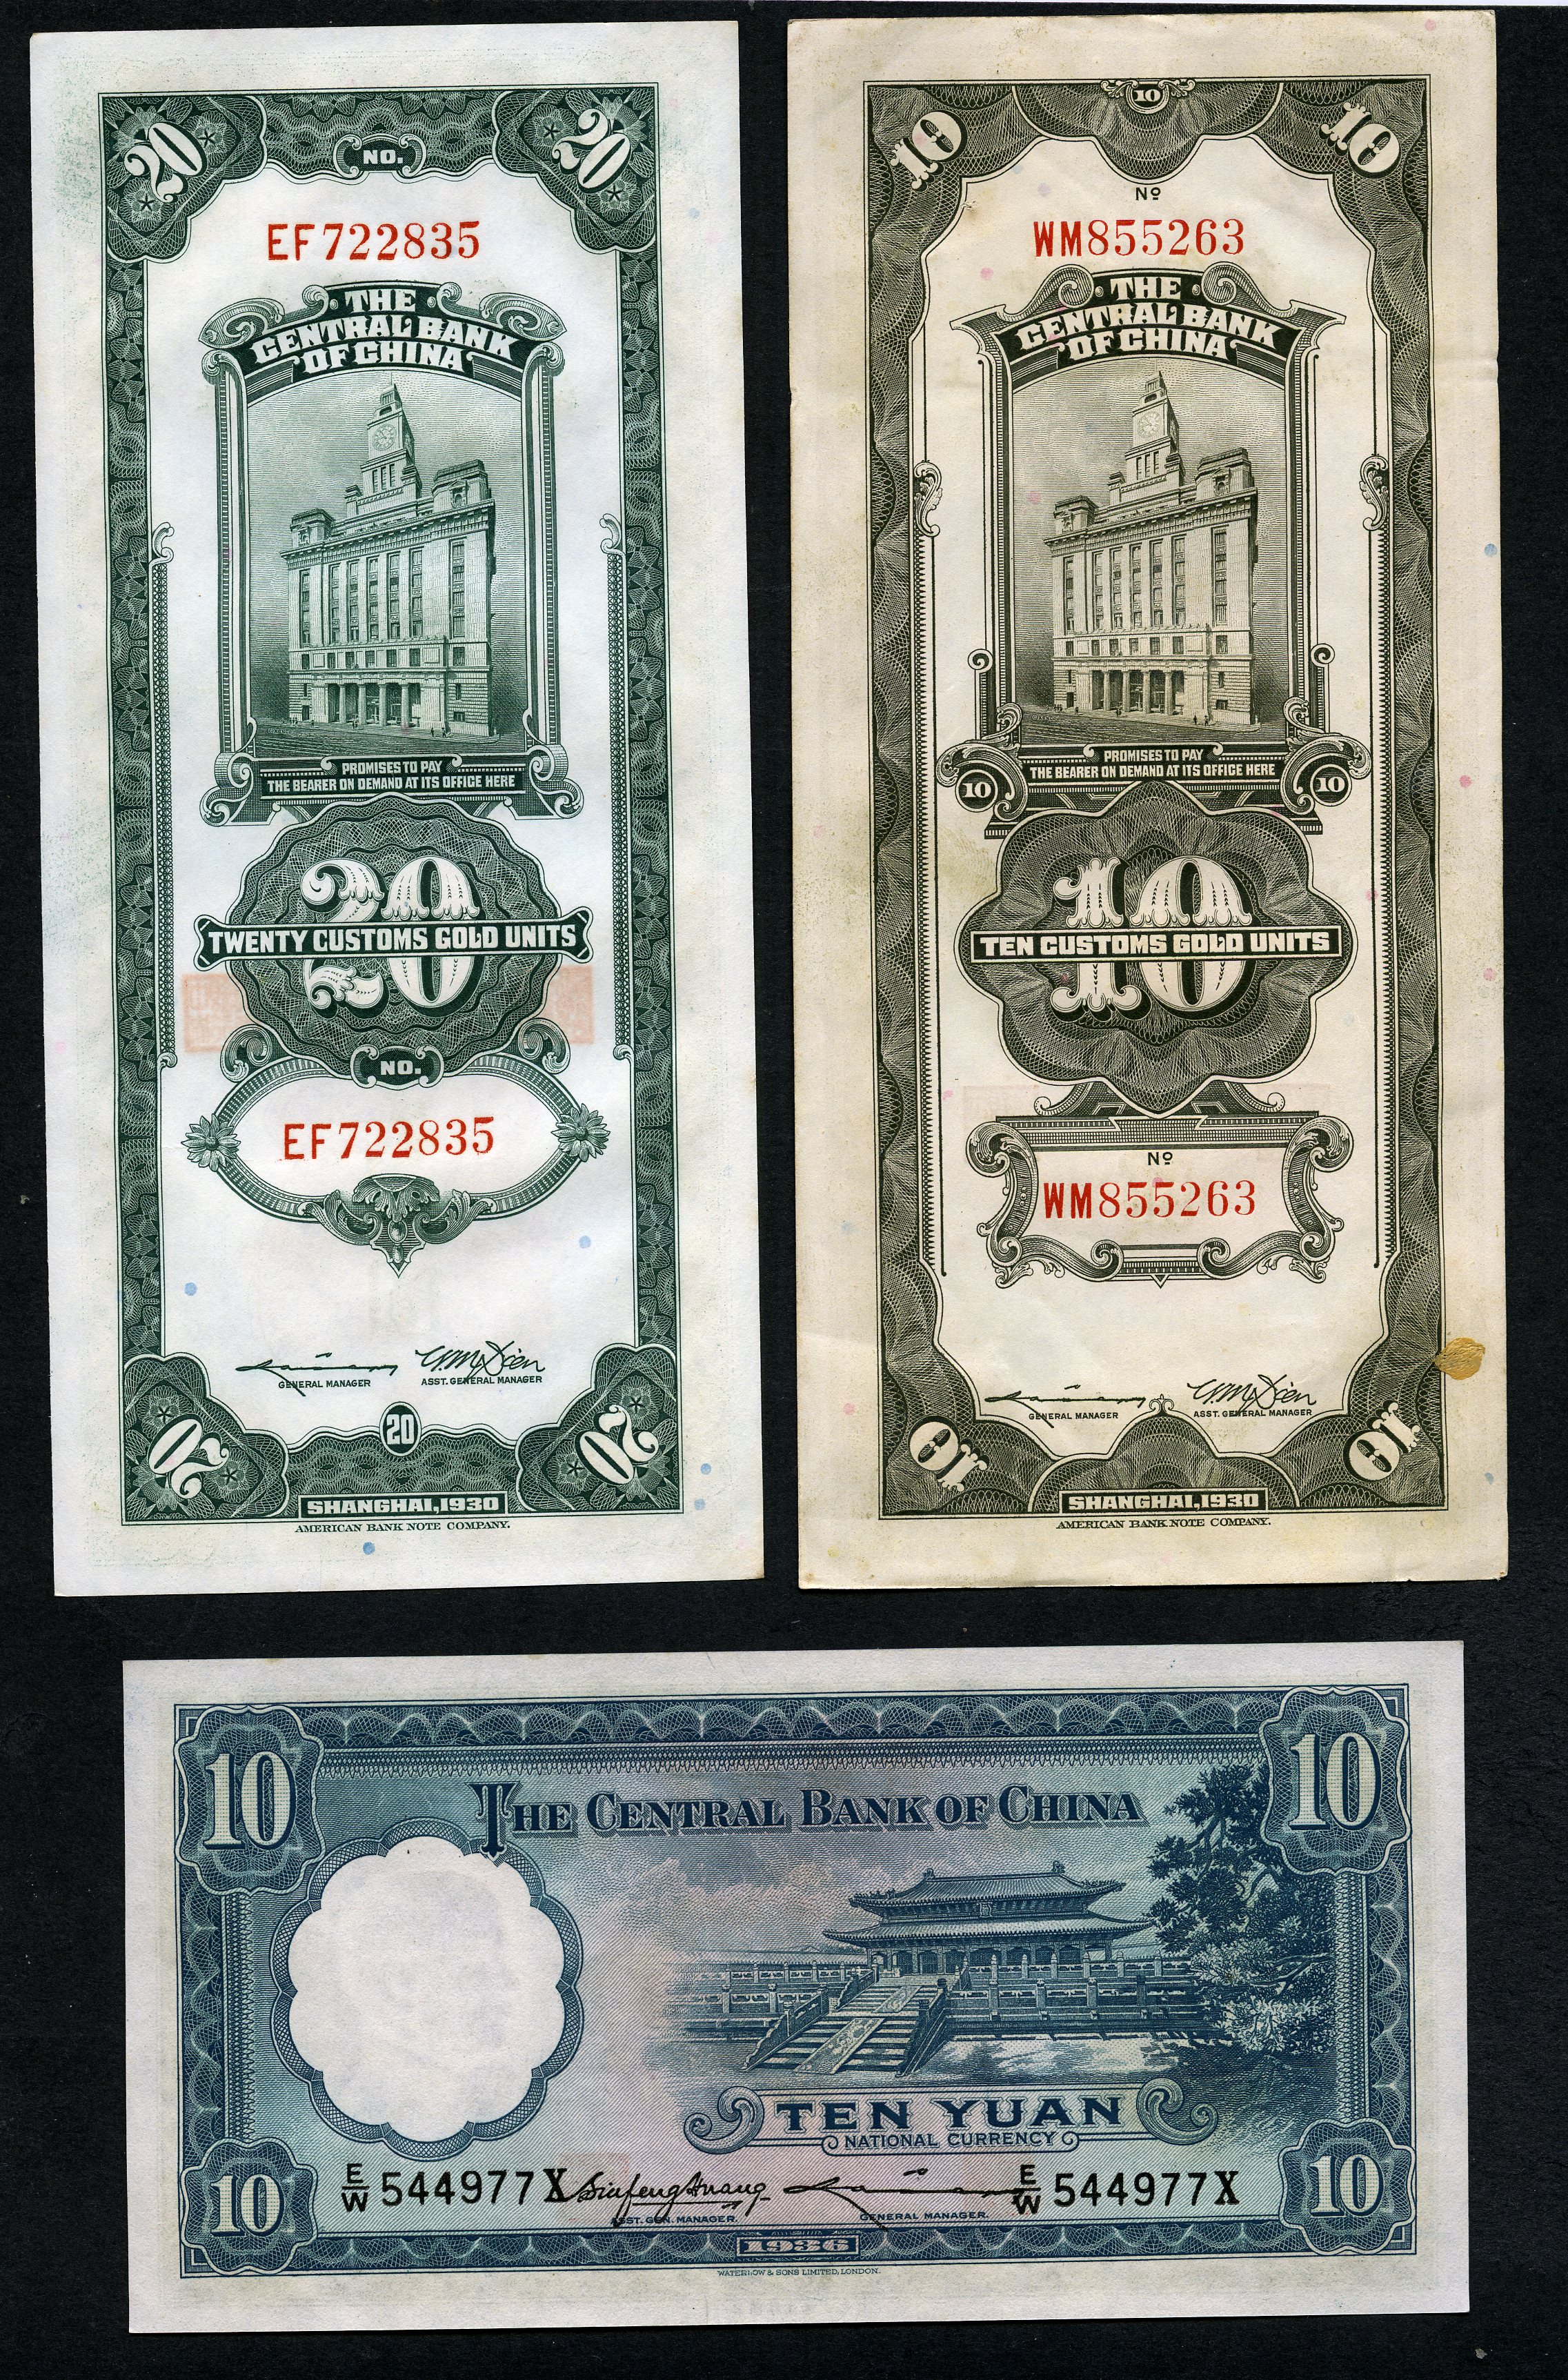 20 20
NO.
EF722835
THE
CENTRAL BANK
OF CHINA
PROMISES TO PAY
THE BEARER ON DEMAND AT ITS OFFICE HERE
20
TWENTY CUSTOMS GOLD UNITS
NO.
EF722835
GENERAL MANAGER
ASST. GENERAL MANAGER
20 20 20
SHANGHAI, 1930
AMERICAN BANK NOTE COMPANY.
10 10 10
Nº
WM855263
THE
CENTRAL BANK
OF CHINA
PROMISES TO PAY
THE BEARER ON DEMAND AT ITS OFFICE HERE
10 10
10
TEN CUSTOMS GOLD UNITS
Nº
WM855263
GENERAL MANAGER
ASST. GENERAL MANAGER
10 10
SHANGHAI, 1930
AMERICAN BANK NOTE COMPANY.
10 10
THE CENTRAL BANK OF CHINA
TEN YUAN
NATIONAL CURRENCY
10 10
E/W 544977X E/W 544977X
ASST. GEN. MANAGER.
GENERAL MANAGER.
1936
WATERLOW & SONS LIMITED, LONDON.